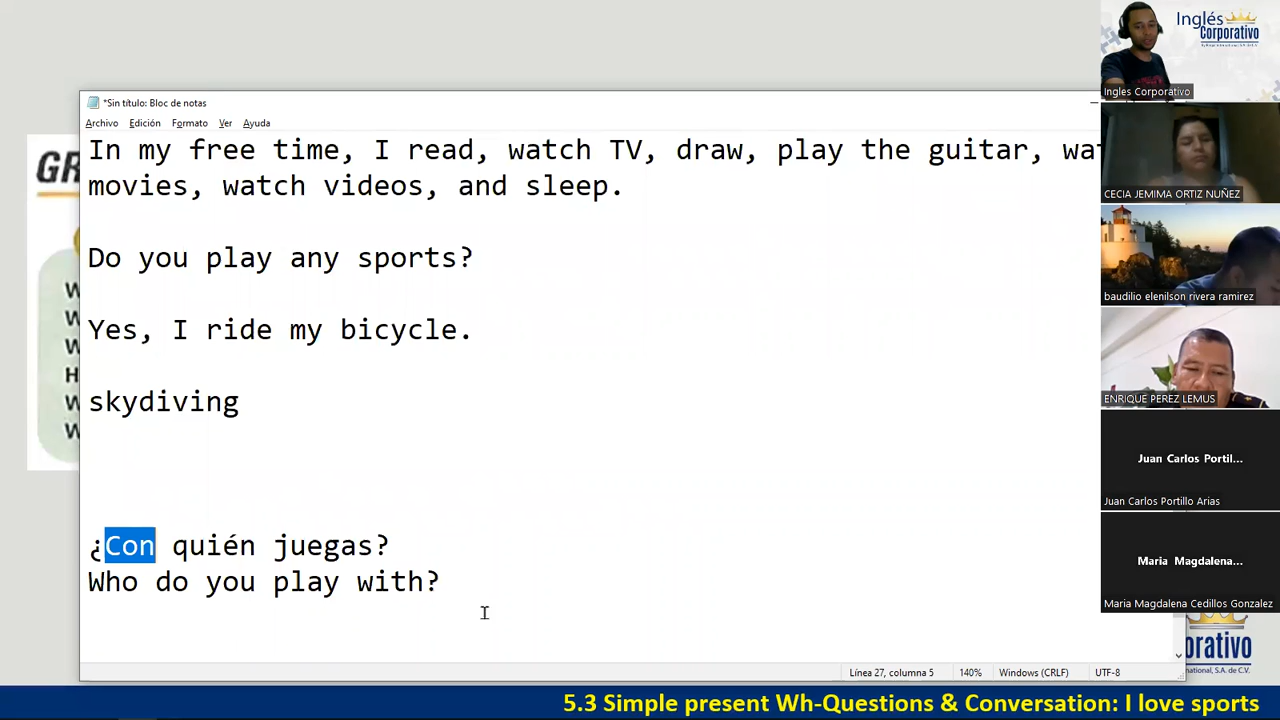 *Sin título: Bloc de notas
Archivo Edición Formato Ver Ayuda
GR
W
W
W
H
W
W
In my free time, I read, watch TV, draw, play the guitar, wat
movies, watch videos, and sleep.
Do you play any sports?
Yes, I ride my bicycle.
skydiving
¿Con quién juegas?
Who do you play with?
Línea 27, columna 5 140% Windows (CRLF) UTF-8
Inglés
Corporativo
Ingles Corporativo
CECIA JEMIMA ORTIZ NUÑEZ
baudilio elenilson rivera ramirez
ENRIQUE PEREZ LEMUS
Juan Carlos Portil...
Juan Carlos Portillo Arias
Maria Magdalena...
Maria Magdalena Cedillos Gonzalez
orativo
national, S.A. de C.V.
5.3 Simple present Wh-Questions & Conversation: I love sports